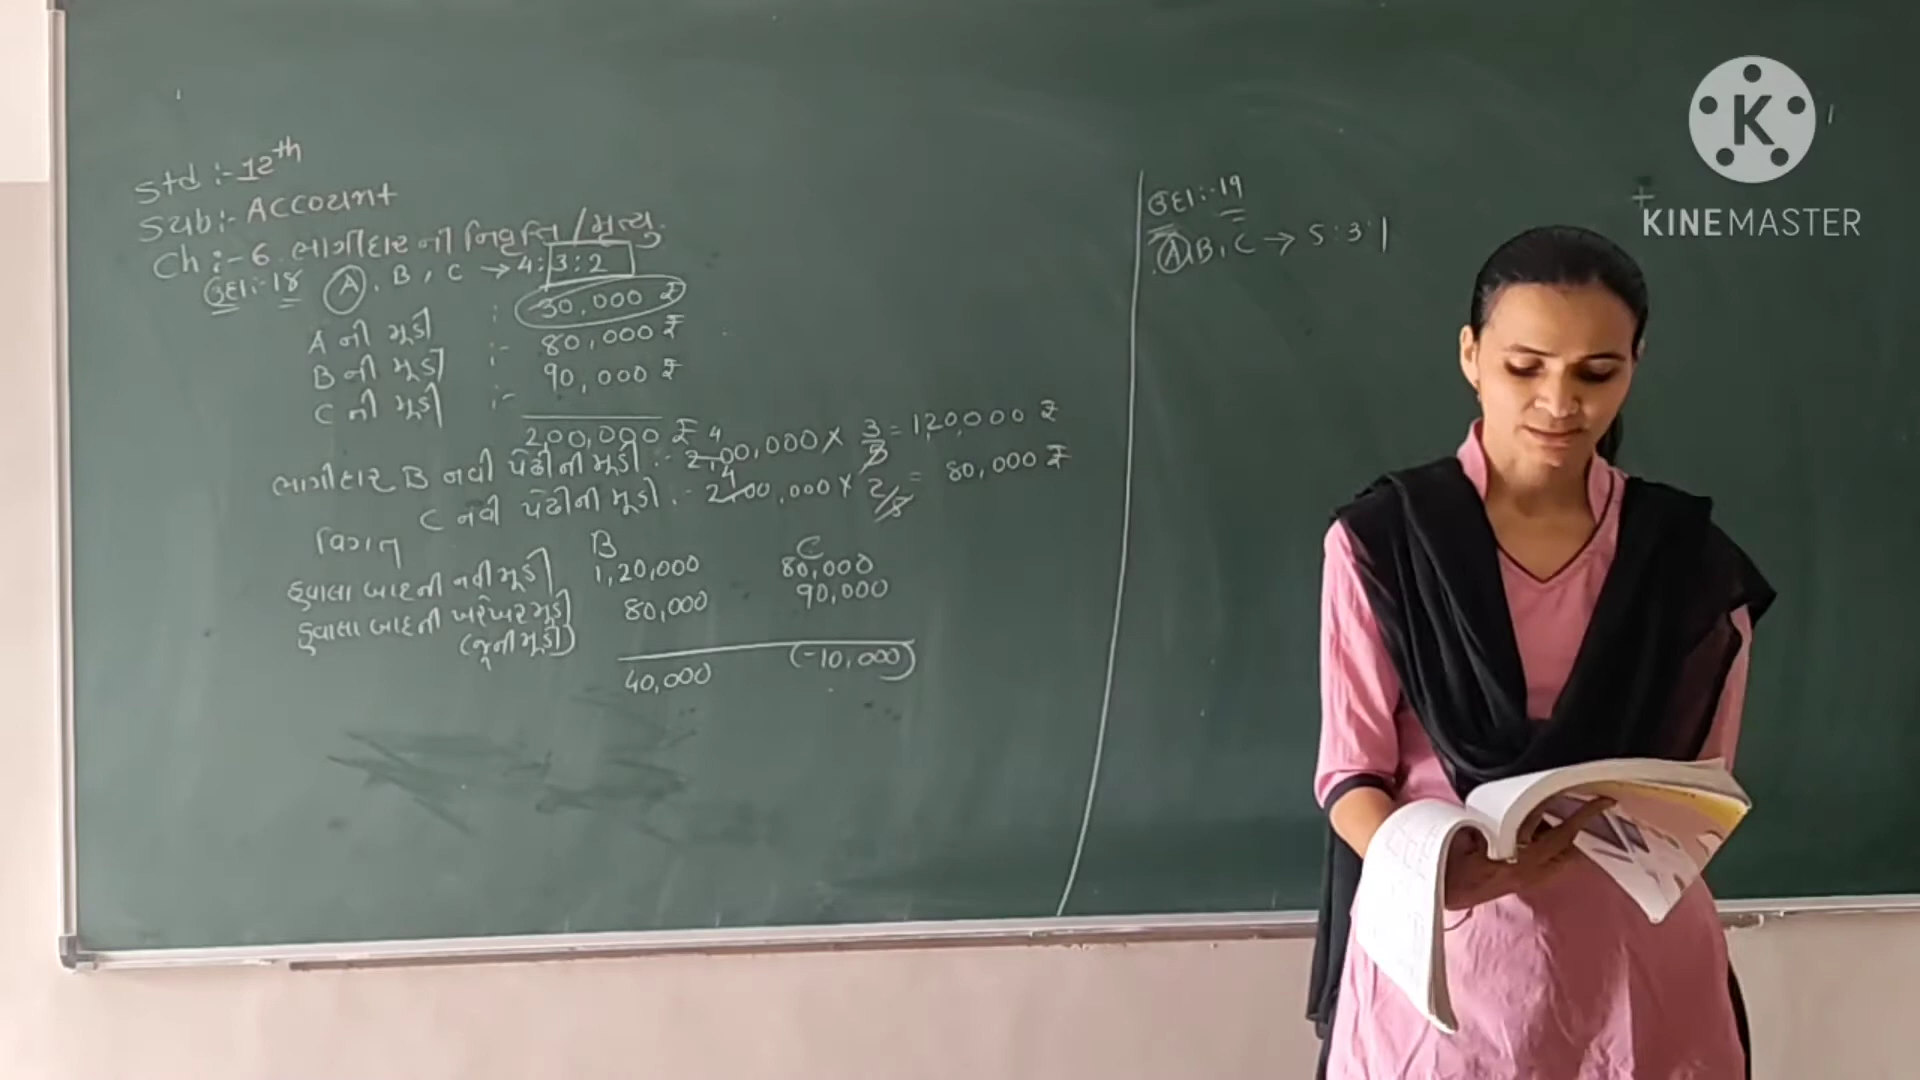 Std :- 12th
Sub:- Account
Ch :- 6 ભાગીદારની નિવૃત્તિ / મૃત્યુ.
ઉદા:-18 A, B, C → 4:3:2
A ની મૂડી : 30,000 ₹
B ની મૂડી :- 80,000 ₹
C ની મૂડી :- 90,000 ₹
2,00,000 ₹
ભાગીદાર B નવી પેઢીની મૂડી :- 2,00,000 × 3/5 = 1,20,000 ₹
C નવી પેઢીની મૂડી :- 2,00,000 × 2/5 = 80,000 ₹
વિગત B C
હવાલા બાદની નવી મૂડી 1,20,000 80,000
હવાલા બાદની ખરેખર મૂડી 80,000 90,000
(જૂની મૂડી)
40,000 (-10,000)
ઉદા:-19
A, B, C → 5:3:1
K
KINEMASTER